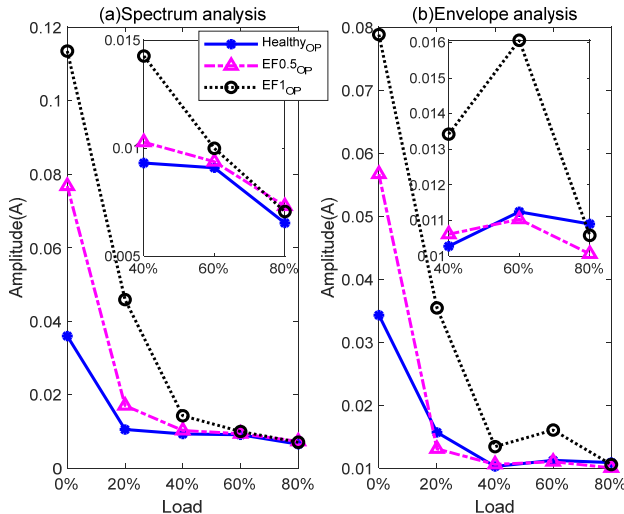 (a)Spectrum analysis
0.12
0.1
0.08
0.06
0.04
0.02
0
Amplitude(A)
0% 20% 40% 60% 80%
Load
0.015
0.01
0.005
40% 60% 80%
Healthy_OP
EF0.5_OP
EF1_OP
(b)Envelope analysis
0.08
0.07
0.06
0.05
0.04
0.03
0.02
0.01
Amplitude(A)
0% 20% 40% 60% 80%
Load
0.016
0.015
0.014
0.013
0.012
0.011
0.01
40% 60% 80%